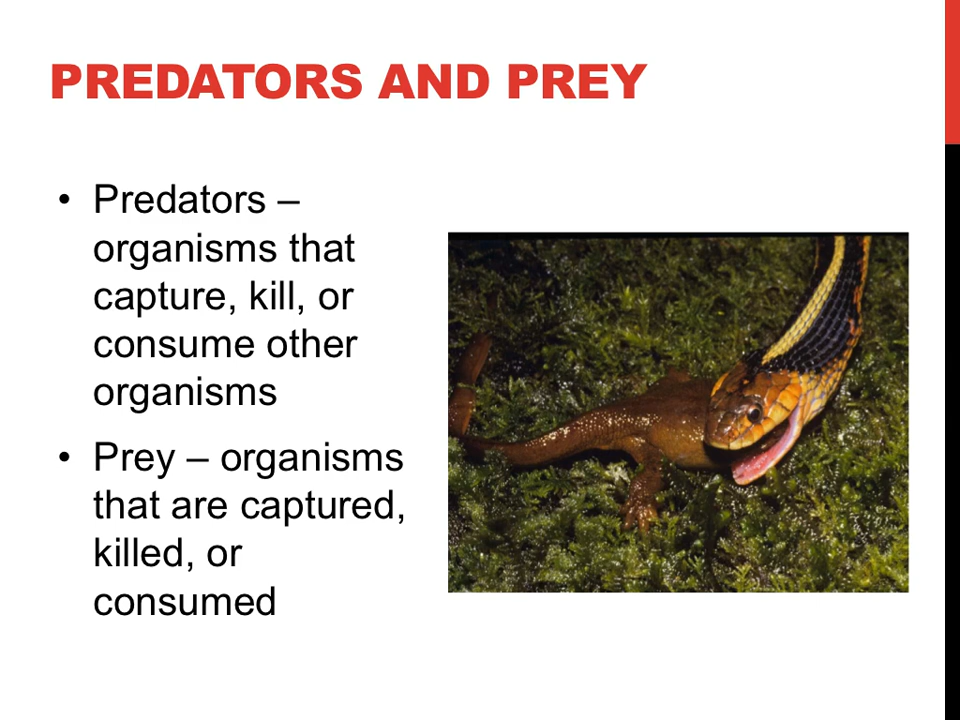 PREDATORS AND PREY
• Predators –
organisms that
capture, kill, or
consume other
organisms
• Prey – organisms
that are captured,
killed, or
consumed